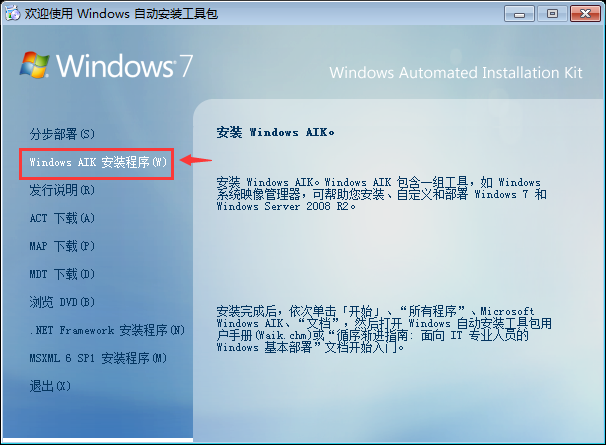 欢迎使用 Windows 自动安装工具包
Windows 7
Windows Automated Installation Kit
分步部署(S)
Windows AIK 安装程序(W)
发行说明(R)
ACT 下载(A)
MAP 下载(P)
MDT 下载(D)
浏览 DVD(B)
.NET Framework 安装程序(N)
MSXML 6 SP1 安装程序(M)
退出(X)
安装 Windows AIK。
安装 Windows AIK。Windows AIK 包含一组工具，如 Windows
系统映像管理器，可帮助您安装、自定义和部署 Windows 7 和
Windows Server 2008 R2。
安装完成后，依次单击「开始」、“所有程序”、Microsoft
Windows AIK、“文档”，然后打开 Windows 自动安装工具包用
户手册(Waik.chm)或“循序渐进指南: 面向 IT 专业人员的
Windows 基本部署”文档开始入门。